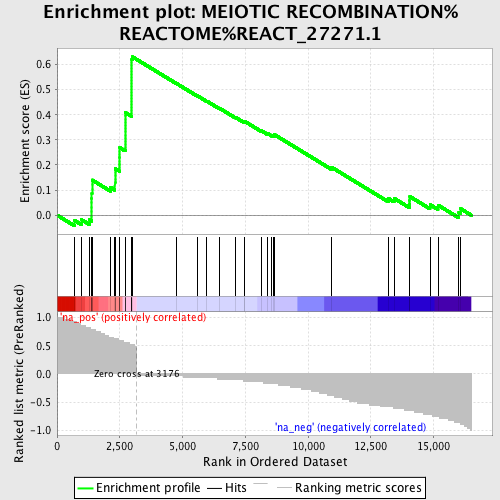 Enrichment plot: MEIOTIC RECOMBINATION%
REACTOME%REACT_27271.1
Enrichment score (ES)
0.6
0.5
0.4
0.3
0.2
0.1
0.0
Ranked list metric (PreRanked)
1.0
0.5
0.0
-0.5
-1.0
'na_pos' (positively correlated)
Zero cross at 3176
'na_neg' (negatively correlated)
0
2,500
5,000
7,500
10,000
12,500
15,000
Rank in Ordered Dataset
Enrichment profile
Hits
Ranking metric scores